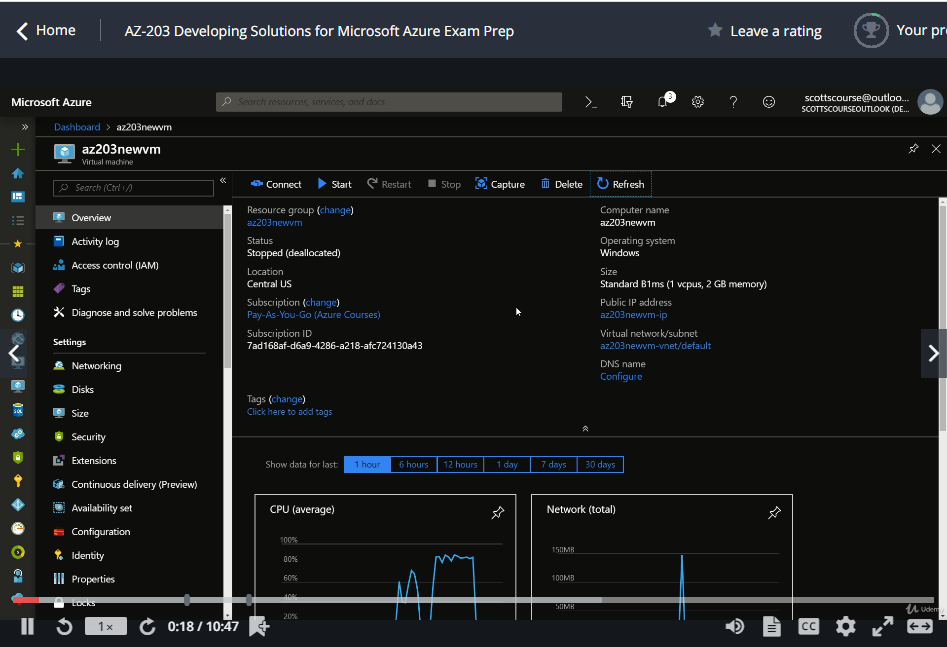 Home
AZ-203 Developing Solutions for Microsoft Azure Exam Prep
Leave a rating
Your pr
Microsoft Azure
Search resources, services, and docs
3
scottscourse@outloo...
SCOTTSCOURSEOUTLOOK (DE...
Dashboard > az203newvm
az203newvm
Virtual machine
Search (Ctrl+/)
Connect
Start
Restart
Stop
Capture
Delete
Refresh
Overview
Activity log
Access control (IAM)
Tags
Diagnose and solve problems
Settings
Networking
Disks
Size
Security
Extensions
Continuous delivery (Preview)
Availability set
Configuration
Identity
Properties
Locks
Resource group (change)
az203newvm
Status
Stopped (deallocated)
Location
Central US
Subscription (change)
Pay-As-You-Go (Azure Courses)
Subscription ID
7ad168af-d6a9-4286-a218-afc724130a43
Tags (change)
Click here to add tags
Computer name
az203newvm
Operating system
Windows
Size
Standard B1ms (1 vcpus, 2 GB memory)
Public IP address
az203newvm-ip
Virtual network/subnet
az203newvm-vnet/default
DNS name
Configure
Show data for last:
1 hour
6 hours
12 hours
1 day
7 days
30 days
CPU (average)
100%
80%
60%
20%
Network (total)
150MB
100MB
50MB
Udemy
1×
0:18 / 10:47
CC